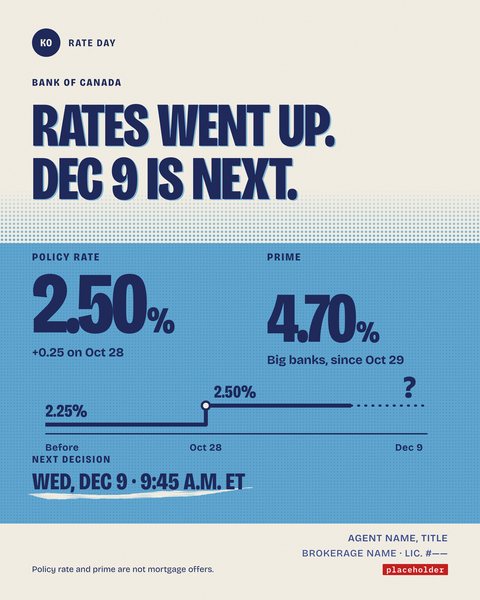 KO RATE DAY
BANK OF CANADA
RATES WENT UP.
DEC 9 IS NEXT.
POLICY RATE
2.50%
+0.25 on Oct 28
PRIME
4.70%
Big banks, since Oct 29
2.25%
2.50%
?
Before Oct 28 Dec 9
NEXT DECISION
WED, DEC 9 · 9:45 A.M. ET
AGENT NAME, TITLE
BROKERAGE NAME · LIC. #——
placeholder
Policy rate and prime are not mortgage offers.